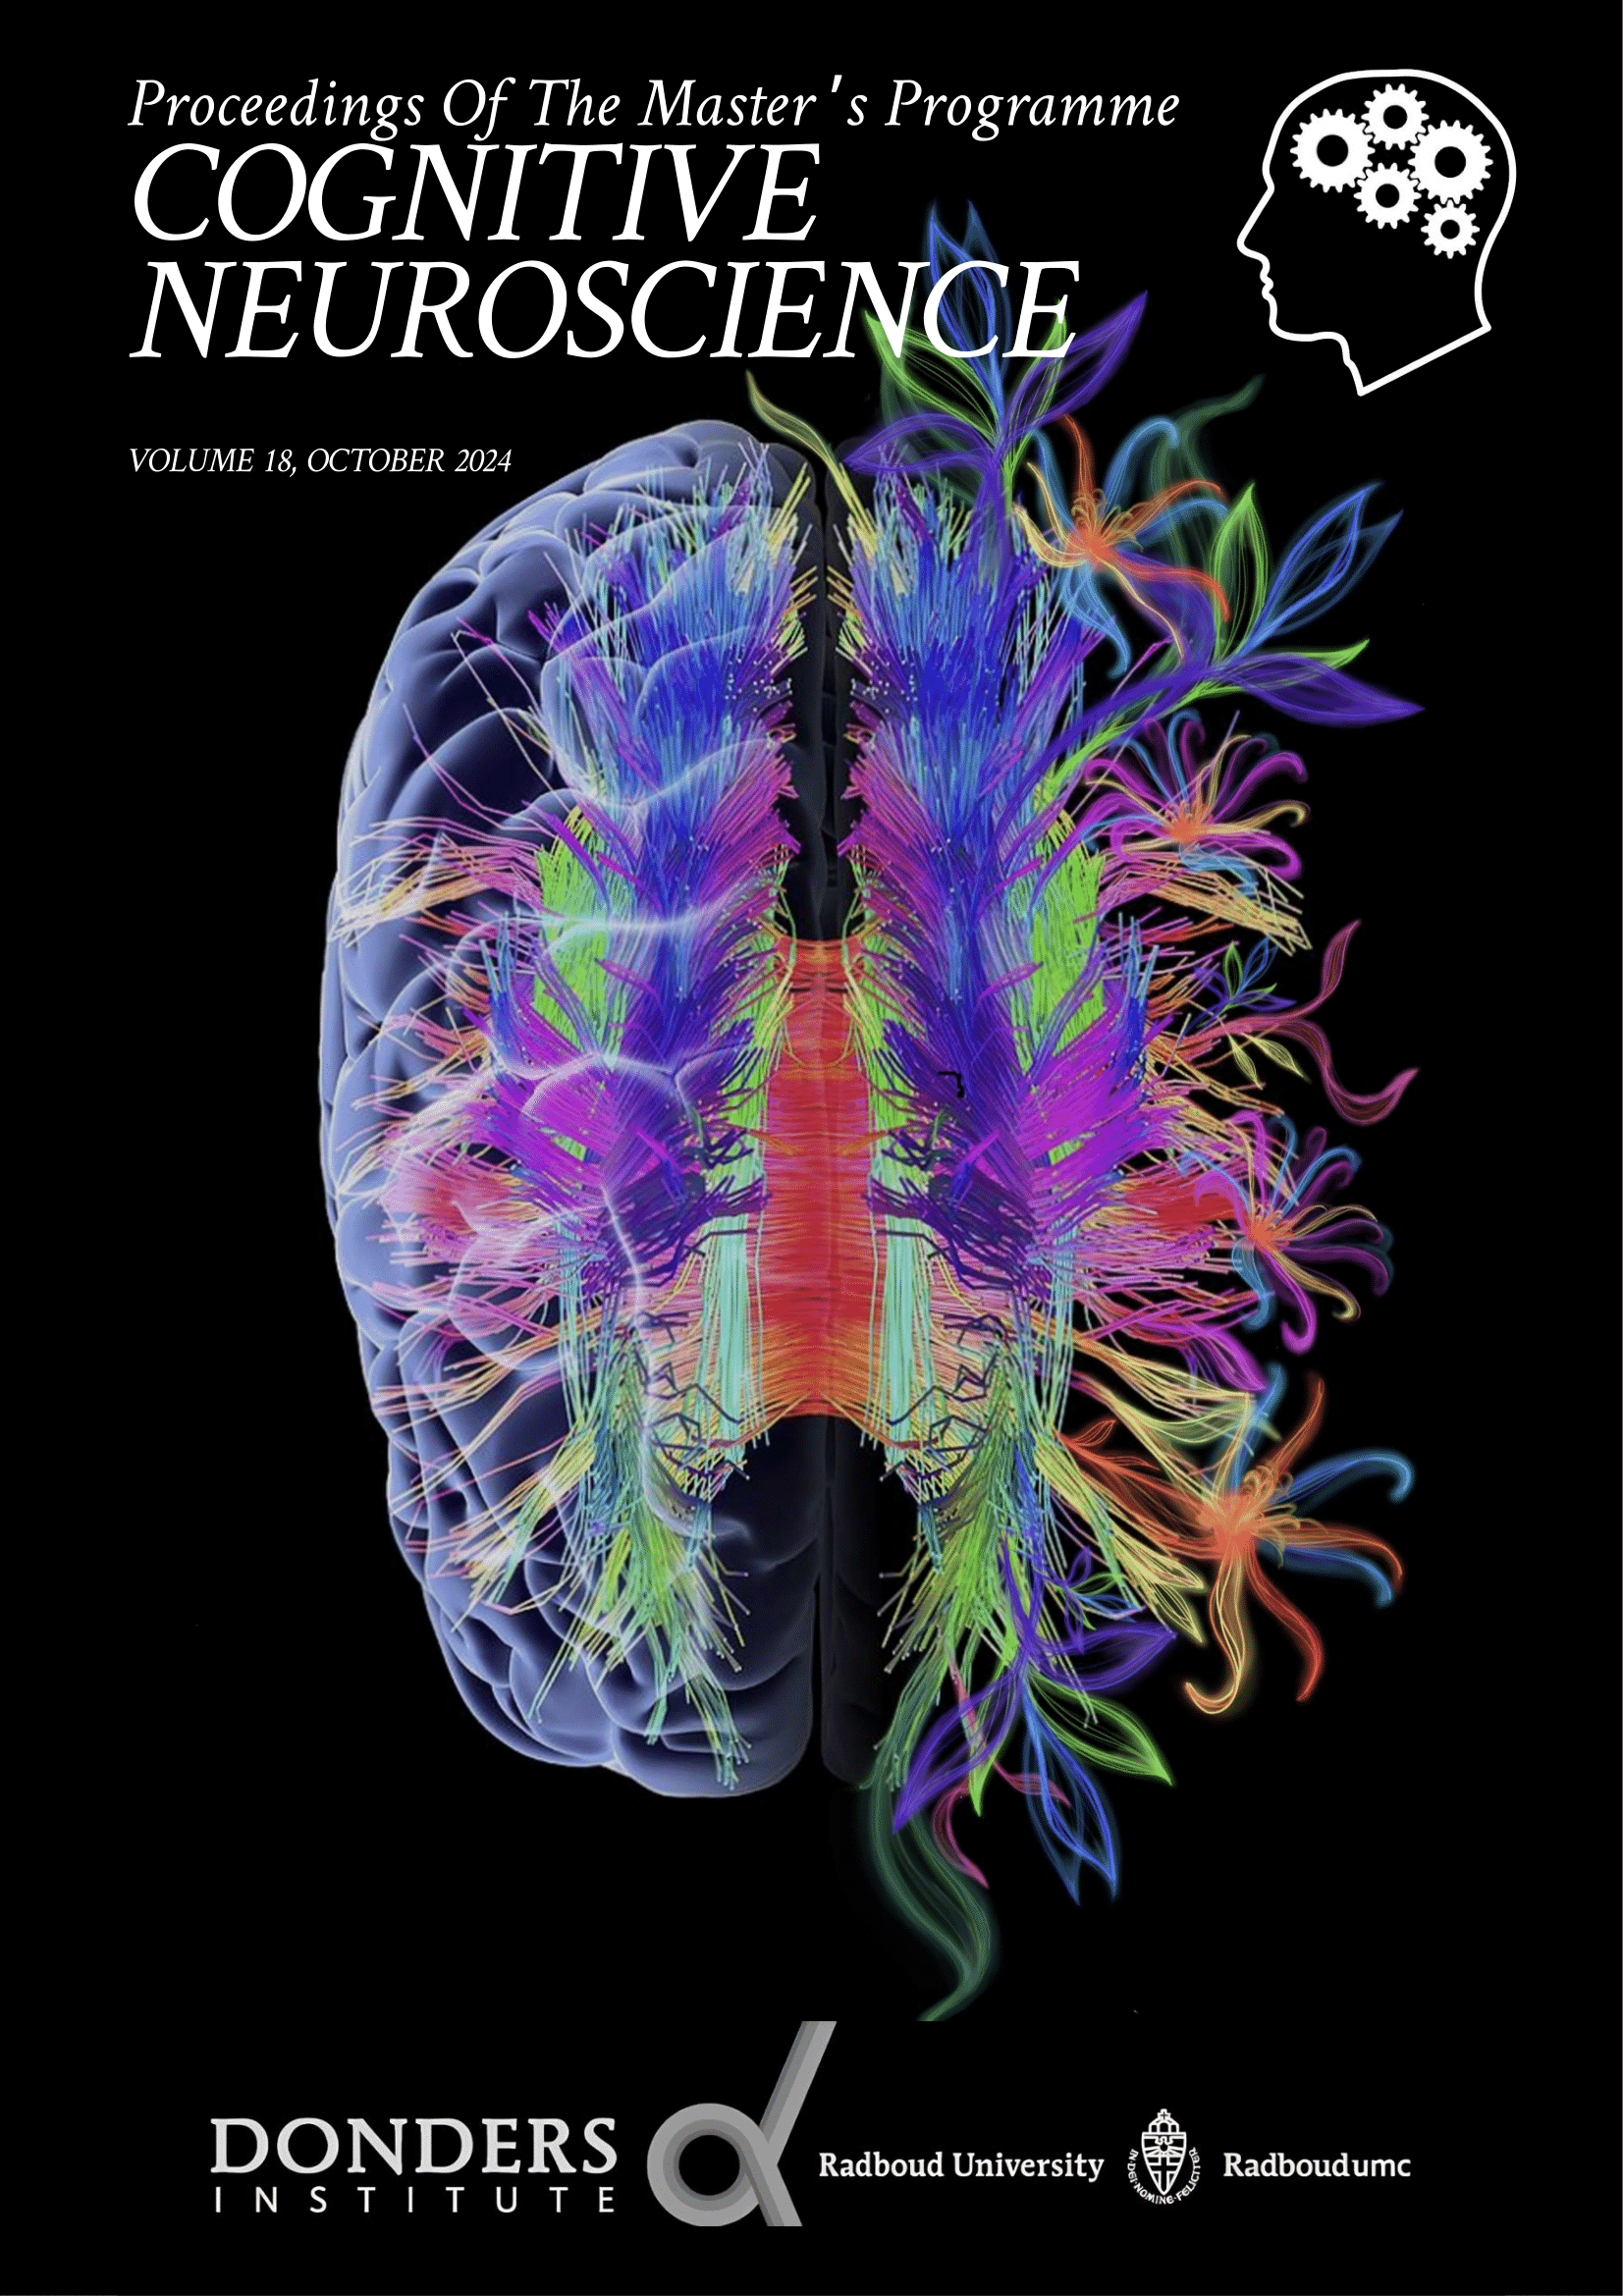 Proceedings Of The Master's Programme
COGNITIVE
NEUROSCIENCE
VOLUME 18, OCTOBER 2024
DONDERS
INSTITUTE
Radboud University
IN·DEI·NOMINE·FELICITER
Radboudumc